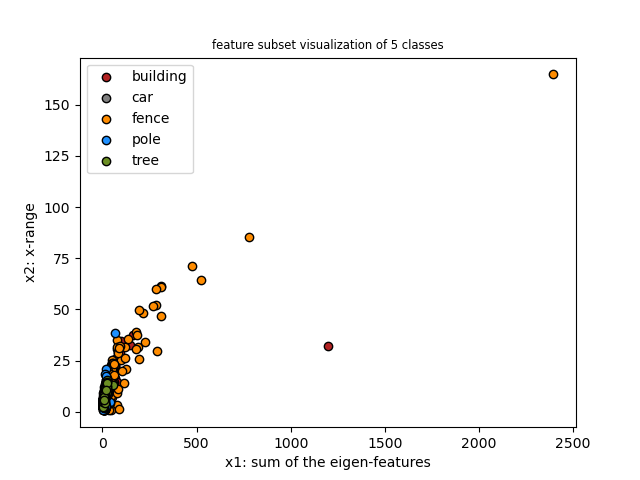 feature subset visualization of 5 classes
building
car
fence
pole
tree
x2: x-range
150
125
100
75
50
25
0
0 500 1000 1500 2000 2500
x1: sum of the eigen-features